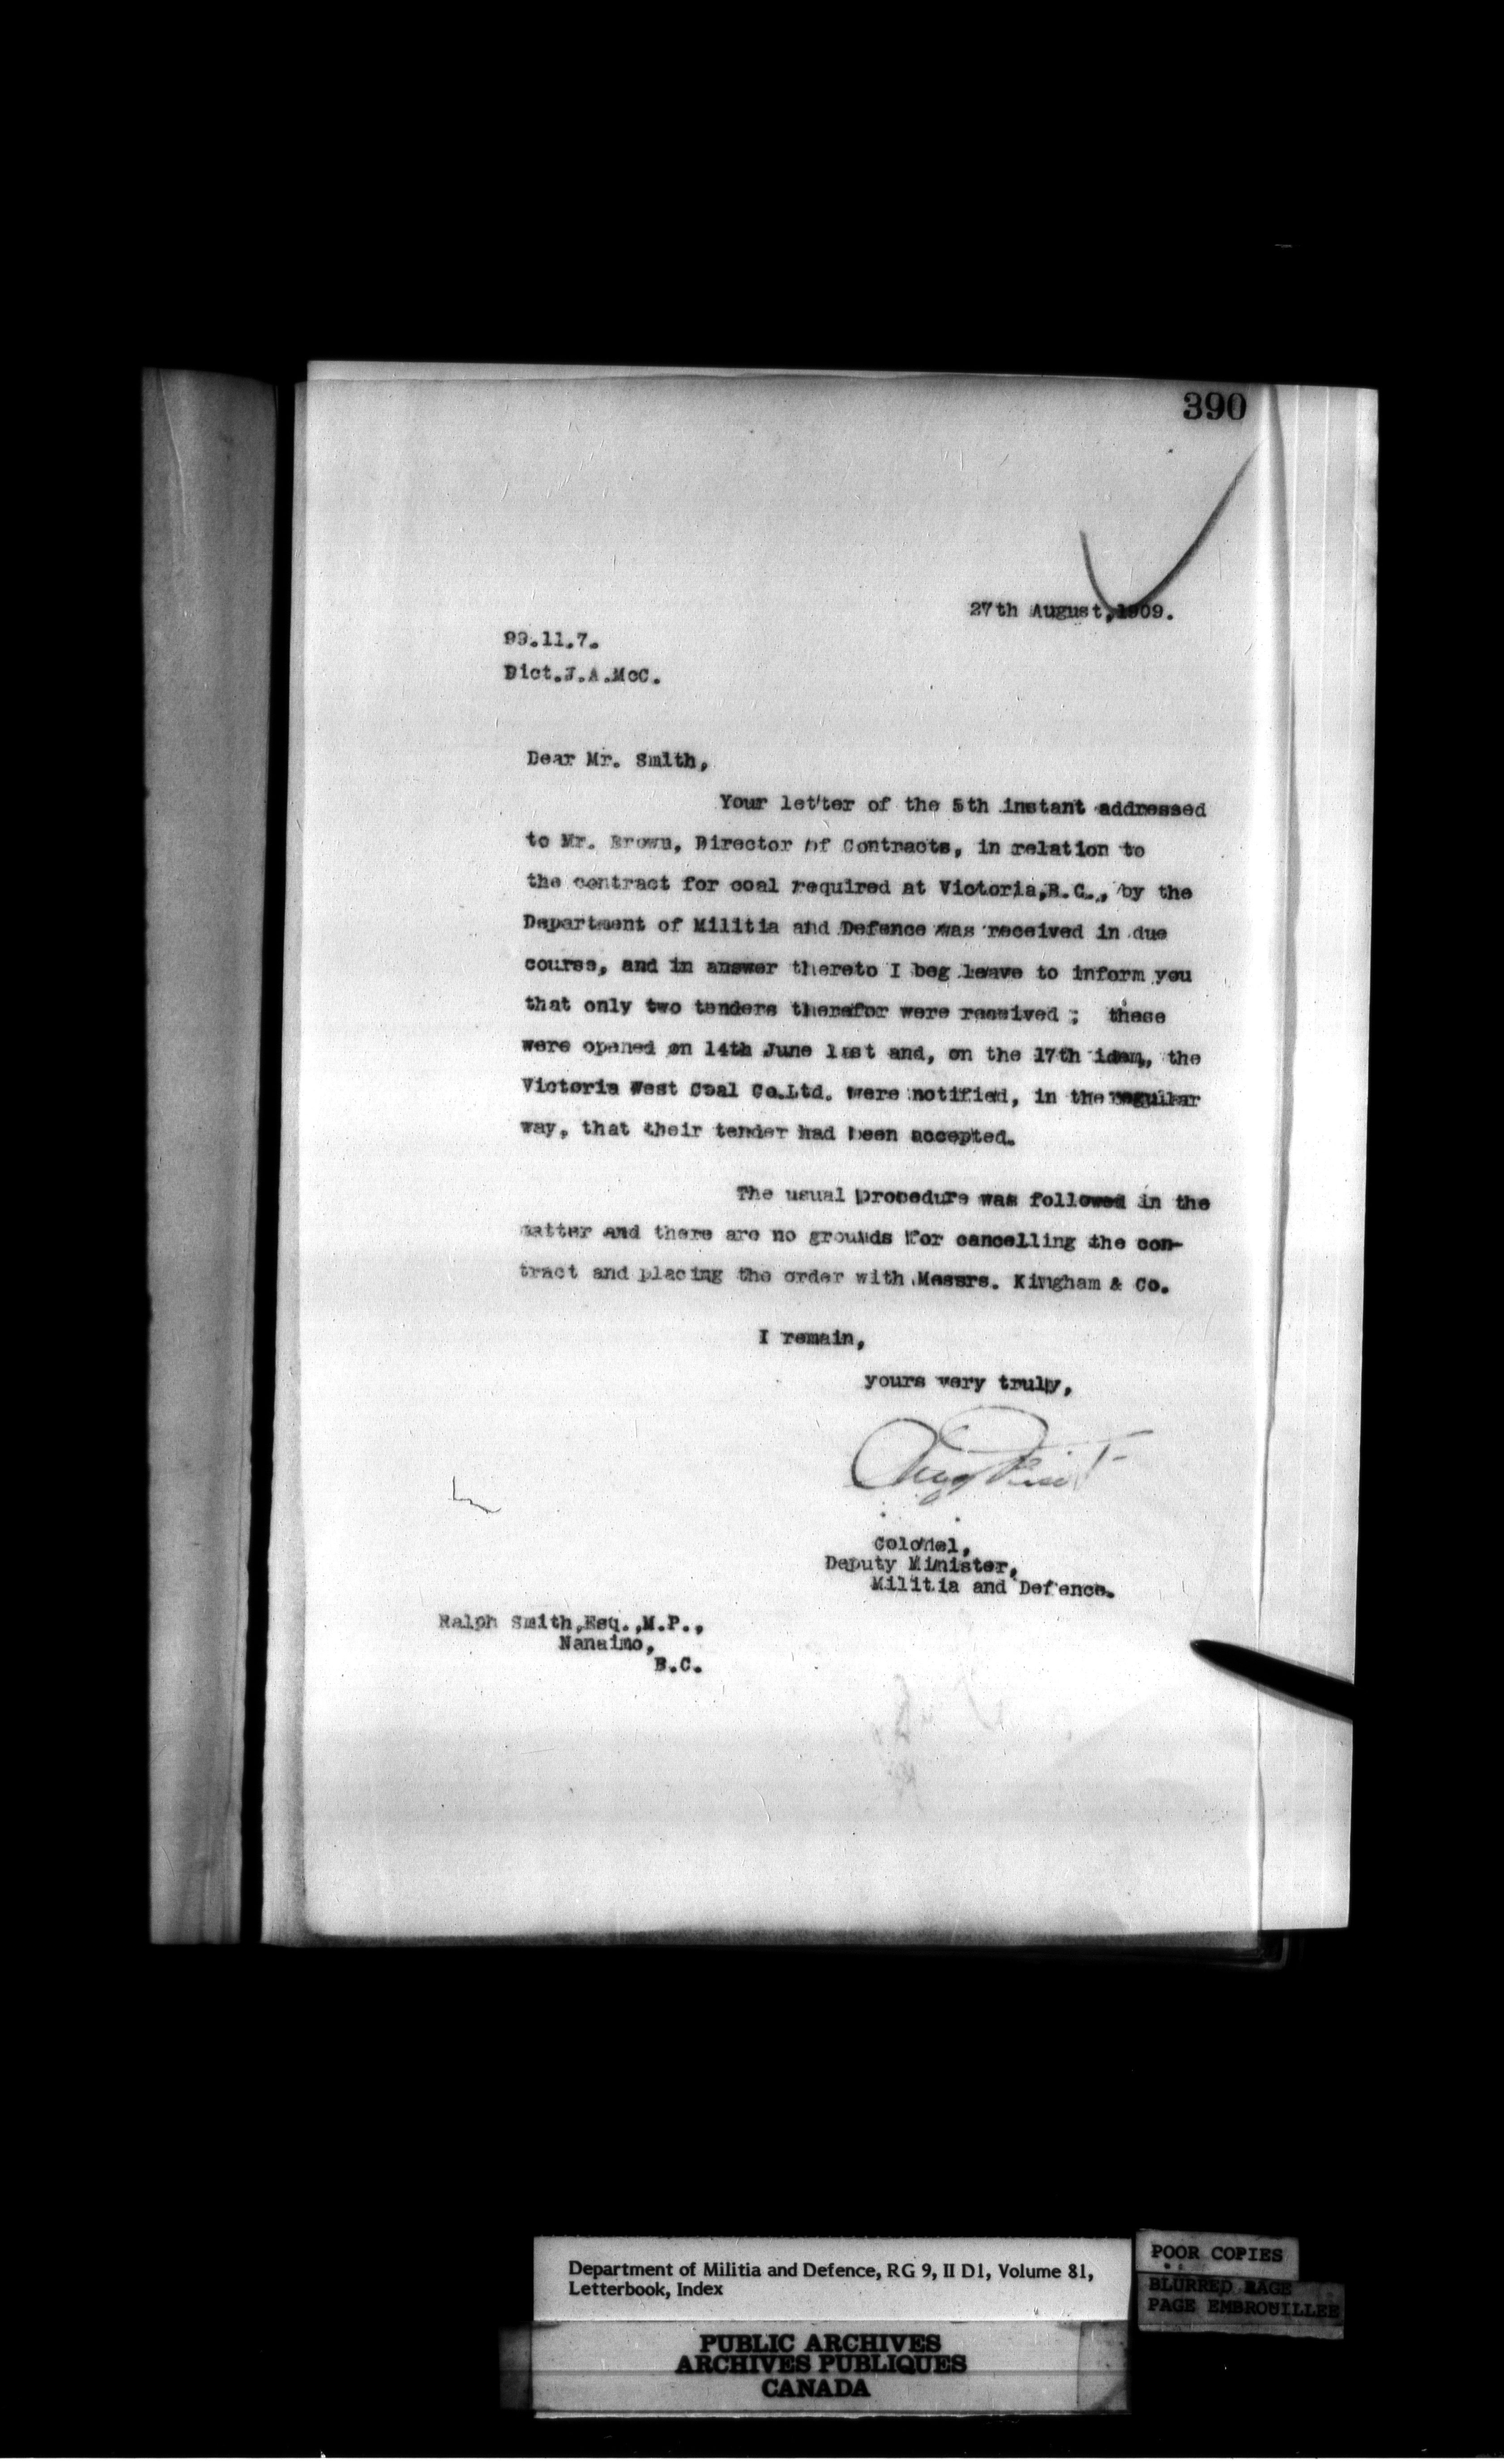 390
27th August, 1909.
99.11.7.
Dict.J.A.McC.
Dear Mr. Smith,
Your letter of the 5th instant addressed
to Mr. Brown, Director of Contracts, in relation to
the contract for coal required at Victoria,B.C., by the
Department of Militia and Defence was received in due
course, and in answer thereto I beg leave to inform you
that only two tenders therefor were received ; these
were opened on 14th June last and, on the 17th idem, the
Victoria West Coal Co.Ltd. were notified, in the regular
way, that their tender had been accepted.
The usual procedure was followed in the
matter and there are no grounds for cancelling the con-
tract and placing the order with Messrs. Kingham & Co.
I remain,
yours very truly,
Colonel,
Deputy Minister,
Militia and Defence.
Ralph Smith,Esq.,M.P.,
Nanaimo,
B.C.
Department of Militia and Defence, RG 9, II D1, Volume 81,
Letterbook, Index
POOR COPIES
BLURRED PAGE
PAGE EMBROUILLEE
PUBLIC ARCHIVES
ARCHIVES PUBLIQUES
CANADA